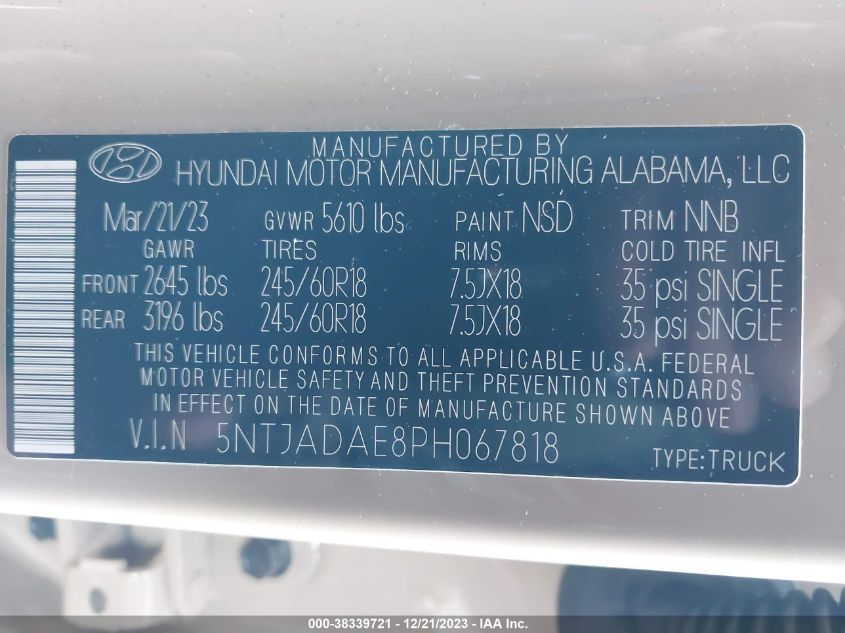 MANUFACTURED BY
HYUNDAI MOTOR MANUFACTURING ALABAMA, LLC
Mar/21/23 GVWR 5610 lbs PAINT NSD TRIM NNB
GAWR TIRES RIMS COLD TIRE INFL
FRONT 2645 lbs 245/60R18 7.5JX18 35 psi SINGLE
REAR 3196 lbs 245/60R18 7.5JX18 35 psi SINGLE
THIS VEHICLE CONFORMS TO ALL APPLICABLE U.S.A. FEDERAL
MOTOR VEHICLE SAFETY AND THEFT PREVENTION STANDARDS
IN EFFECT ON THE DATE OF MANUFACTURE SHOWN ABOVE.
V.I.N 5NTJADAE8PH067818 TYPE:TRUCK
000-38339721 - 12/21/2023 - IAA Inc.